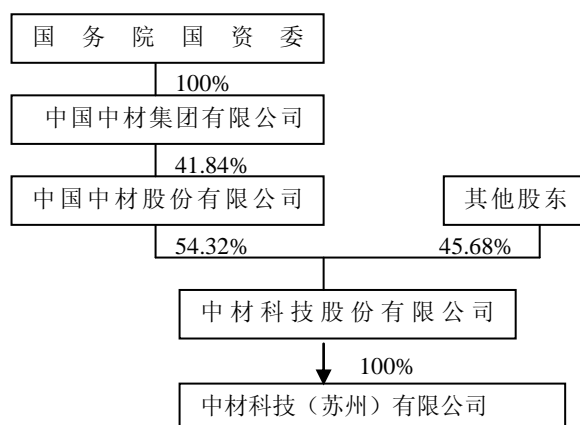 国务院国资委
100%
中国中材集团有限公司
41.84%
中国中材股份有限公司
其他股东
54.32%
45.68%
中材科技股份有限公司
100%
中材科技（苏州）有限公司